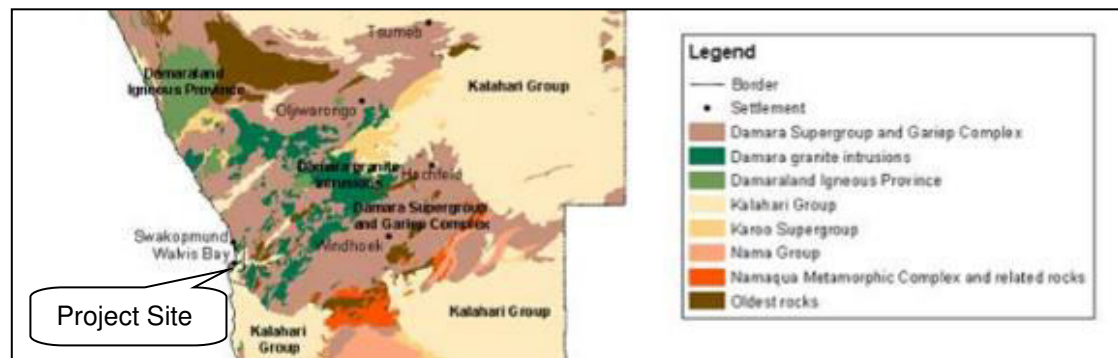 Tsumeb
Damaraland
Igneous Province
Kalahari Group
Otjiwarongo
Damara granite
intrusions
Hochfeld
Damara Supergroup
and Gariep Complex
Swakopmund
Walvis Bay
Windhoek
Project Site
Kalahari
Group
Kalahari Group
Legend
Border
Settlement
Damara Supergroup and Gariep Complex
Damara granite intrusions
Damaraland Igneous Province
Kalahari Group
Karoo Supergroup
Nama Group
Namaqua Metamorphic Complex and related rocks
Oldest rocks